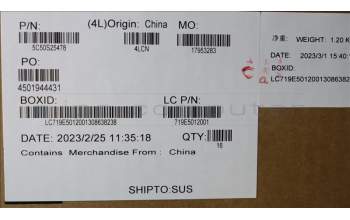 P/N: (4L)Origin: China MO:
5C50S25478 4LCN 17953283
PO:
4501944431
BOXID: LC P/N:
LC719E5012001308638238 719E5012001
DATE: 2023/2/25 11:35:18 QTY:
16
Contains Merchandise From : China
SHIPTO:SUS
净重: WEIGHT: 1.20 K
DATE: 2023/3/1 15:40:
BOXID
LC719E50120013086382